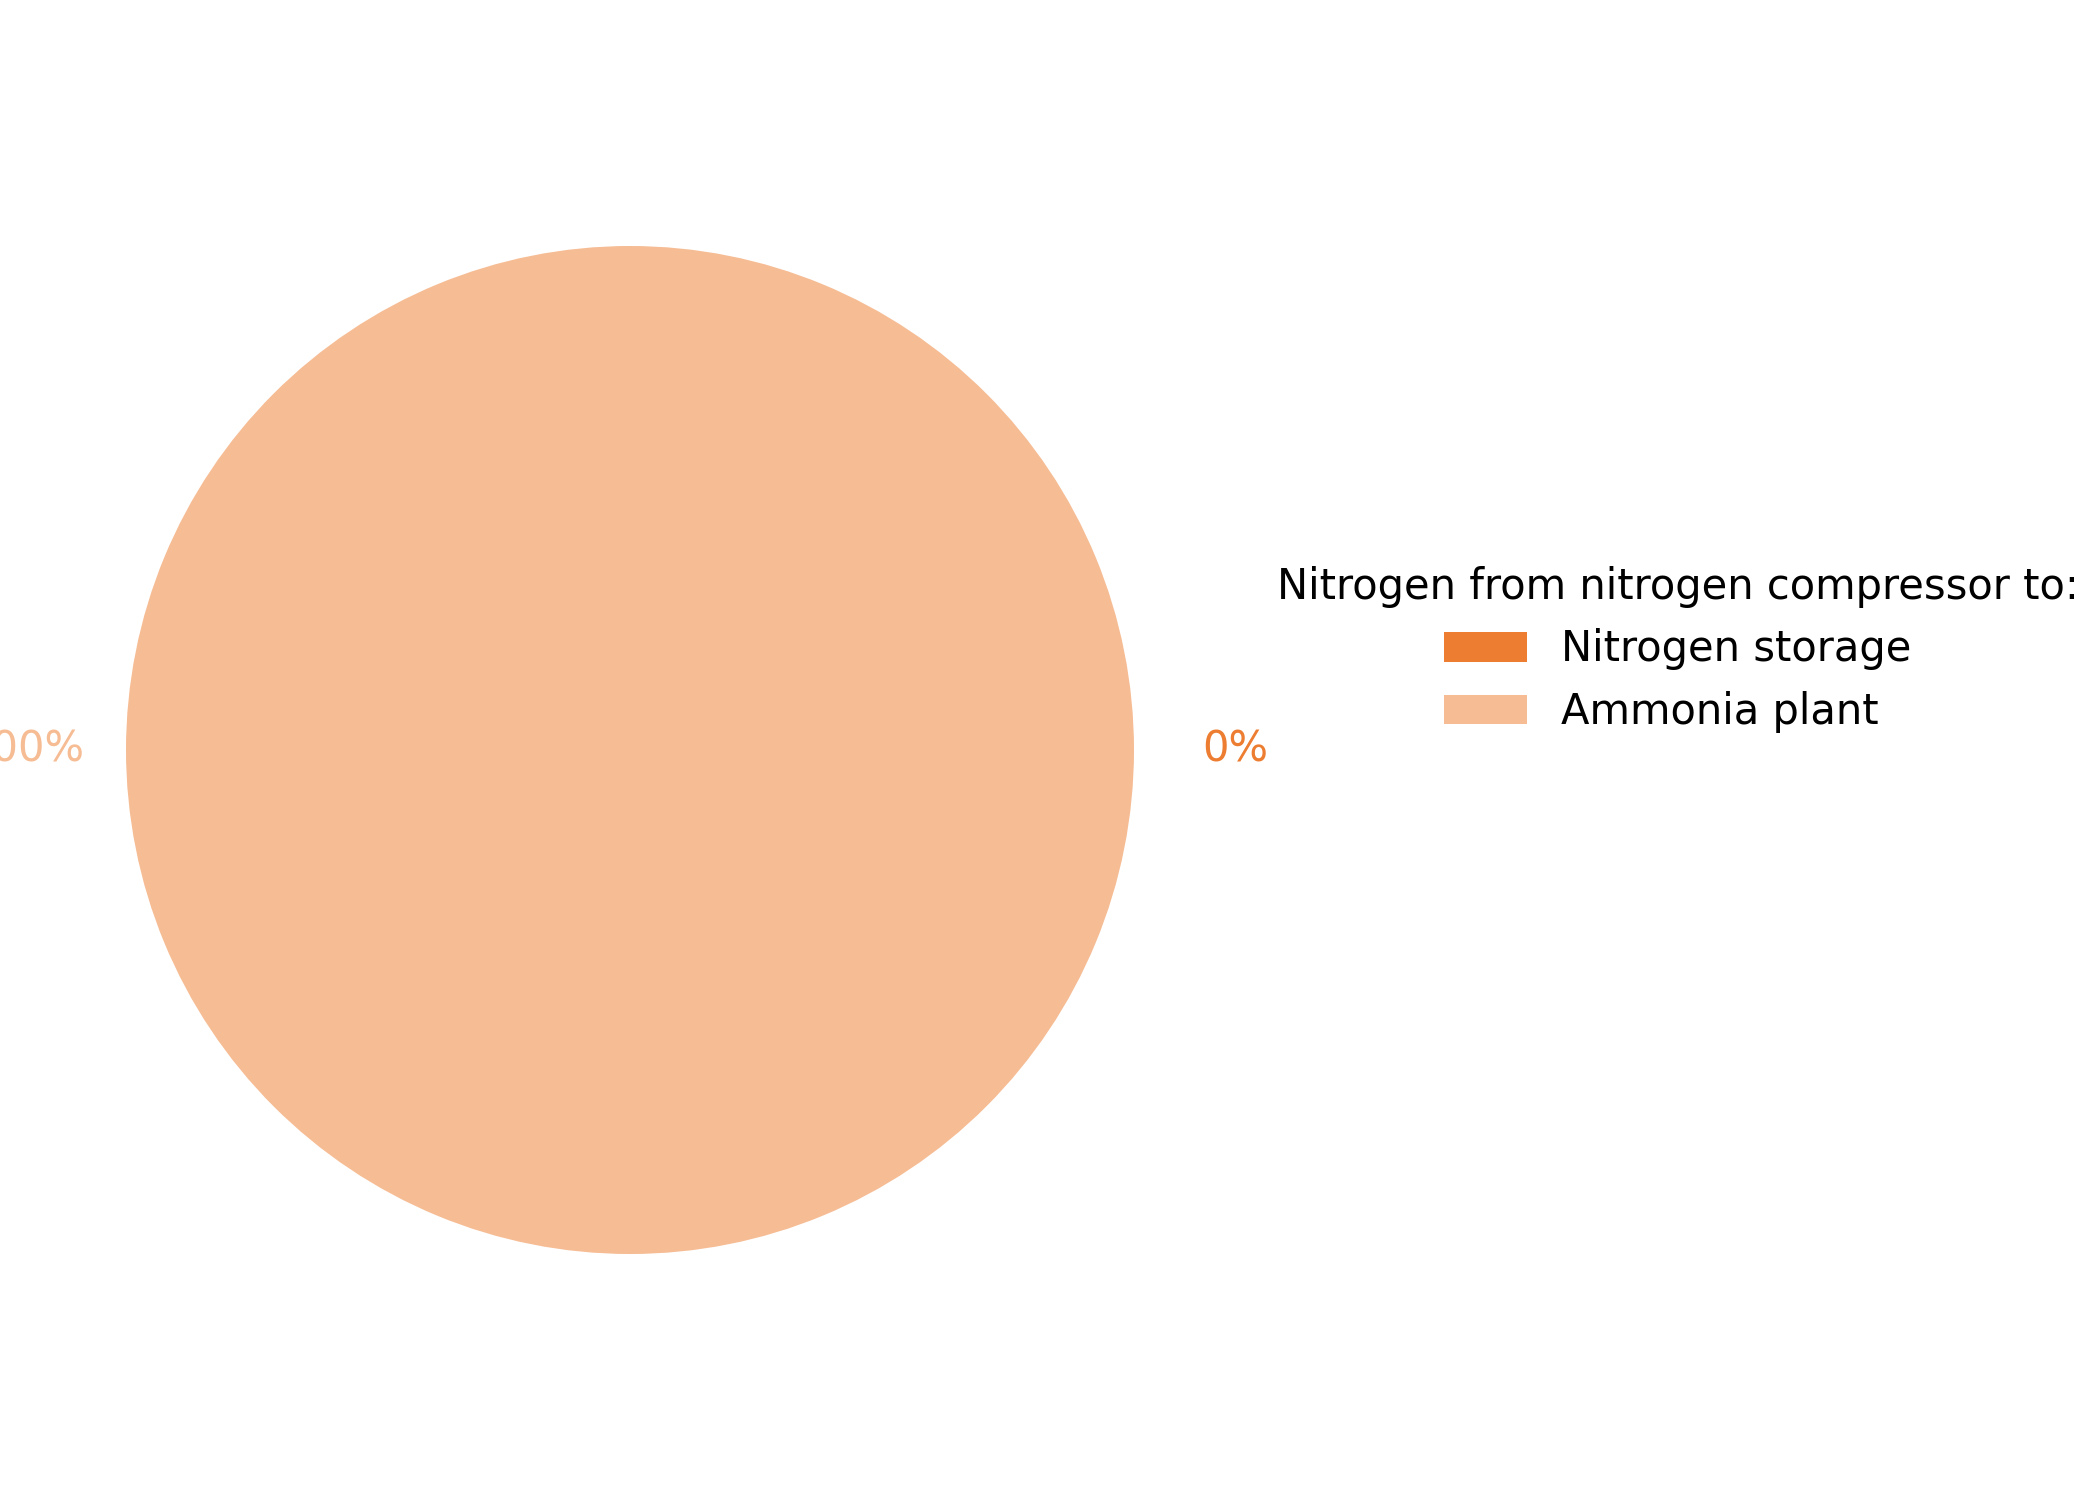 Nitrogen from nitrogen compressor to:
Nitrogen storage
Ammonia plant
00%
0%